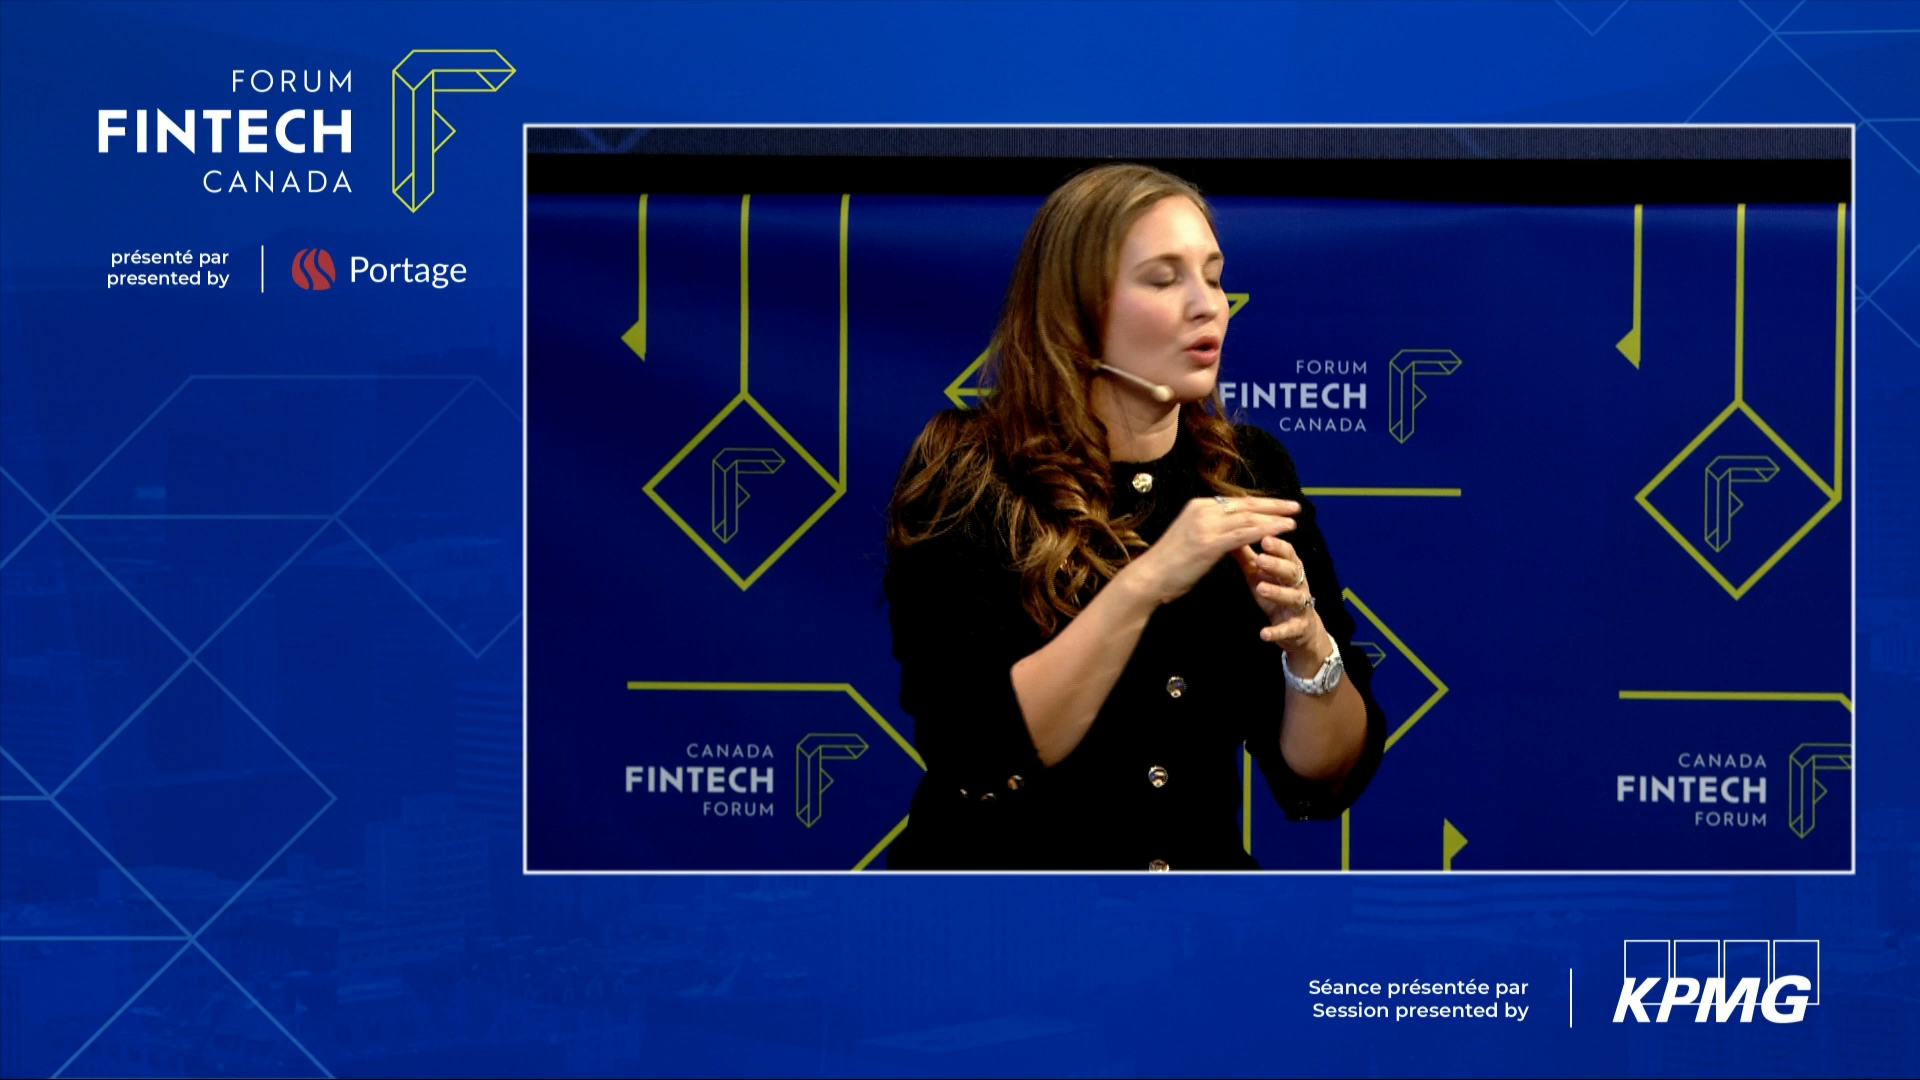 FORUM
FINTECH
CANADA
présenté par
presented by
Portage
FORUM
FINTECH
CANADA
CANADA
FINTECH
FORUM
CANADA
FINTECH
FORUM
Séance présentée par
Session presented by
KPMG